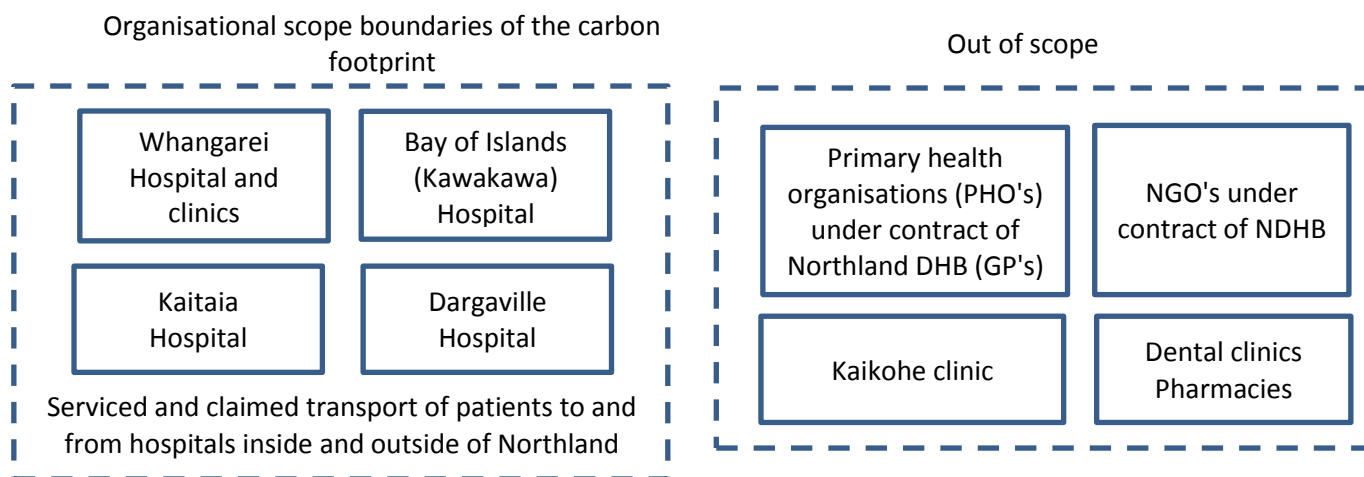 Organisational scope boundaries of the carbon
footprint
Whangarei
Hospital and
clinics
Bay of Islands
(Kawakawa)
Hospital
Kaitaia
Hospital
Dargaville
Hospital
Serviced and claimed transport of patients to and
from hospitals inside and outside of Northland
Out of scope
Primary health
organisations (PHO's)
under contract of
Northland DHB (GP's)
NGO's under
contract of NDHB
Kaikohe clinic
Dental clinics
Pharmacies